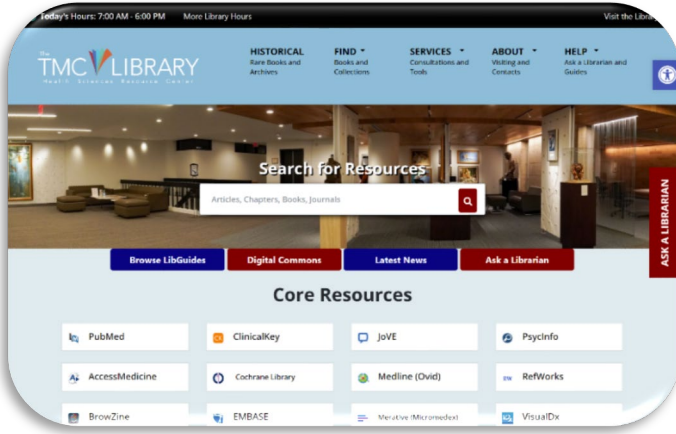 Today's Hours: 7:00 AM - 6:00 PM More Library Hours Visit the Library
The
TMC LIBRARY
Health Sciences Resource Center
HISTORICAL
Rare Books and
Archives
FIND
Books and
Collections
SERVICES
Consultations and
Tools
ABOUT
Visiting and
Contacts
HELP
Ask a Librarian and
Guides
Search for Resources
Articles, Chapters, Books, Journals
ASK A LIBRARIAN
Browse LibGuides Digital Commons Latest News Ask a Librarian
Core Resources
PubMed ClinicalKey JoVE PsycInfo
AccessMedicine Cochrane Library Medline (Ovid) RefWorks
BrowZine EMBASE Merative (Micromedex) VisualDx